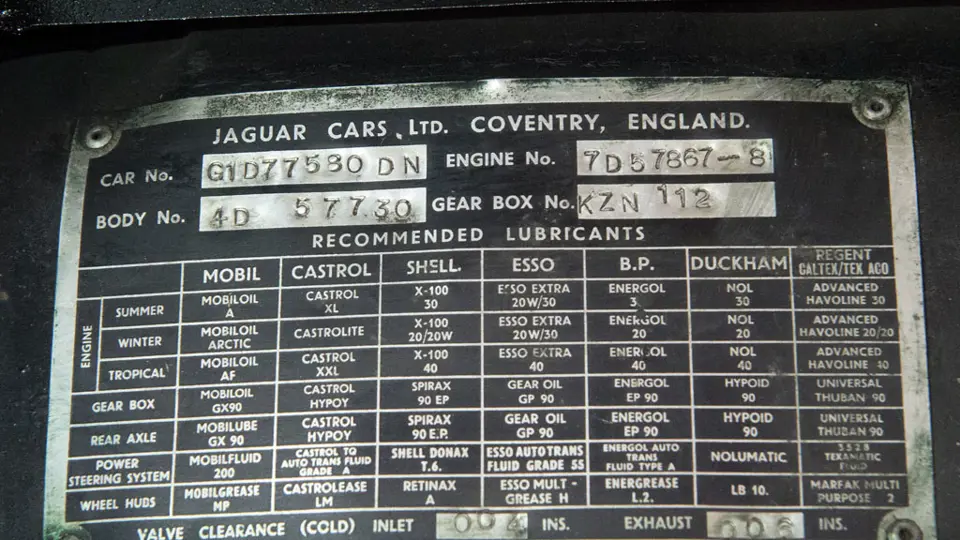 JAGUAR CARS, LTD. COVENTRY, ENGLAND.
CAR No. G1D77580 DN ENGINE No. 7D57867-8
BODY No. 4D 57730 GEAR BOX No. KZN 112
RECOMMENDED LUBRICANTS
MOBIL CASTROL SHELL. ESSO B.P. DUCKHAM REGENT CALTEX/TEX ACO
ENGINE
SUMMER MOBILOIL A CASTROL XL X-100 30 ESSO EXTRA 20W/30 ENERGOL NOL 30 ADVANCED HAVOLINE 30
WINTER MOBILOIL ARCTIC CASTROLITE X-100 20/20W ESSO EXTRA 20W/30 ENERGOL 20 NOL 20 ADVANCED HAVOLINE 20/20
TROPICAL MOBILOIL AF CASTROL XXL X-100 40 ESSO EXTRA 40 ENERGOL 40 NOL 40 ADVANCED HAVOLINE 40
GEAR BOX MOBILOIL GX90 CASTROL HYPOY SPIRAX 90 EP GEAR OIL GP 90 ENERGOL EP 90 HYPOID 90 UNIVERSAL THUBAN 90
REAR AXLE MOBILUBE GX 90 CASTROL HYPOY SPIRAX 90 E.P. GEAR OIL GP 90 ENERGOL EP 90 HYPOID 90 UNIVERSAL THUBAN 90
POWER STEERING SYSTEM MOBILFLUID 200 CASTROL TQ AUTO TRANS FLUID GRADE A SHELL DONAX T.6. ESSO AUTO TRANS FLUID GRADE 55 ENERGOL AUTO TRANS FLUID TYPE A NOLUMATIC 3528 TEXAMATIC FLUID
WHEEL HUBS MOBILGREASE MP CASTROLEASE LM RETINAX A ESSO MULT-GREASE H ENERGREASE L.2. LB 10. MARFAK MULTI PURPOSE 2
VALVE CLEARANCE (COLD) INLET 004 INS. EXHAUST 006 INS.